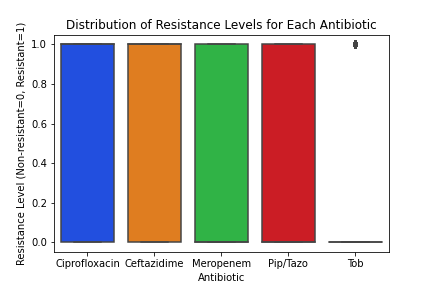 Distribution of Resistance Levels for Each Antibiotic
Resistance Level (Non-resistant=0, Resistant=1)
1.0
0.8
0.6
0.4
0.2
0.0
Ciprofloxacin Ceftazidime Meropenem Pip/Tazo Tob
Antibiotic